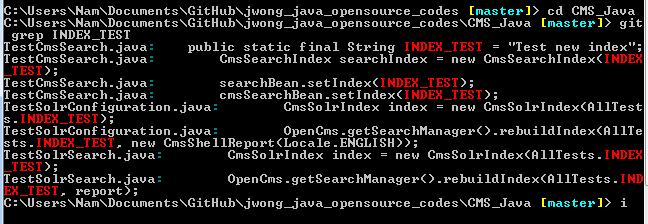 C:\Users\Nam\Documents\GitHub\jwong_java_opensource_codes [master]> cd CMS_Java
C:\Users\Nam\Documents\GitHub\jwong_java_opensource_codes\CMS_Java [master]> git
 grep INDEX_TEST
TestCmsSearch.java:    public static final String INDEX_TEST = "Test new index";
TestCmsSearch.java:        CmsSearchIndex searchIndex = new CmsSearchIndex(INDEX
_TEST);
TestCmsSearch.java:        searchBean.setIndex(INDEX_TEST);
TestCmsSearch.java:        cmsSearchBean.setIndex(INDEX_TEST);
TestSolrConfiguration.java:        CmsSolrIndex index = new CmsSolrIndex(AllTest
s.INDEX_TEST);
TestSolrConfiguration.java:        OpenCms.getSearchManager().rebuildIndex(AllTe
sts.INDEX_TEST, new CmsShellReport(Locale.ENGLISH));
TestSolrSearch.java:        CmsSolrIndex index = new CmsSolrIndex(AllTests.INDEX
_TEST);
TestSolrSearch.java:        OpenCms.getSearchManager().rebuildIndex(AllTests.IND
EX_TEST, report);
C:\Users\Nam\Documents\GitHub\jwong_java_opensource_codes\CMS_Java [master]> i